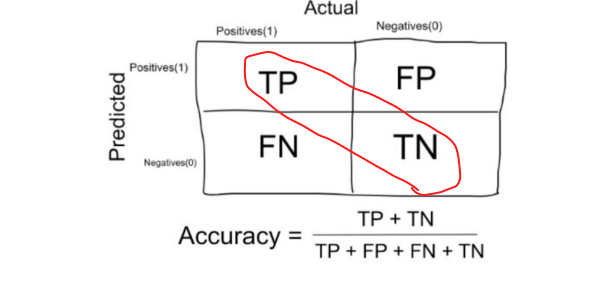 Actual
Positives(1)
Negatives(0)
Predicted
Positives(1)
TP
FP
Negatives(0)
FN
TN
Accuracy =
TP + TN
TP + FP + FN + TN